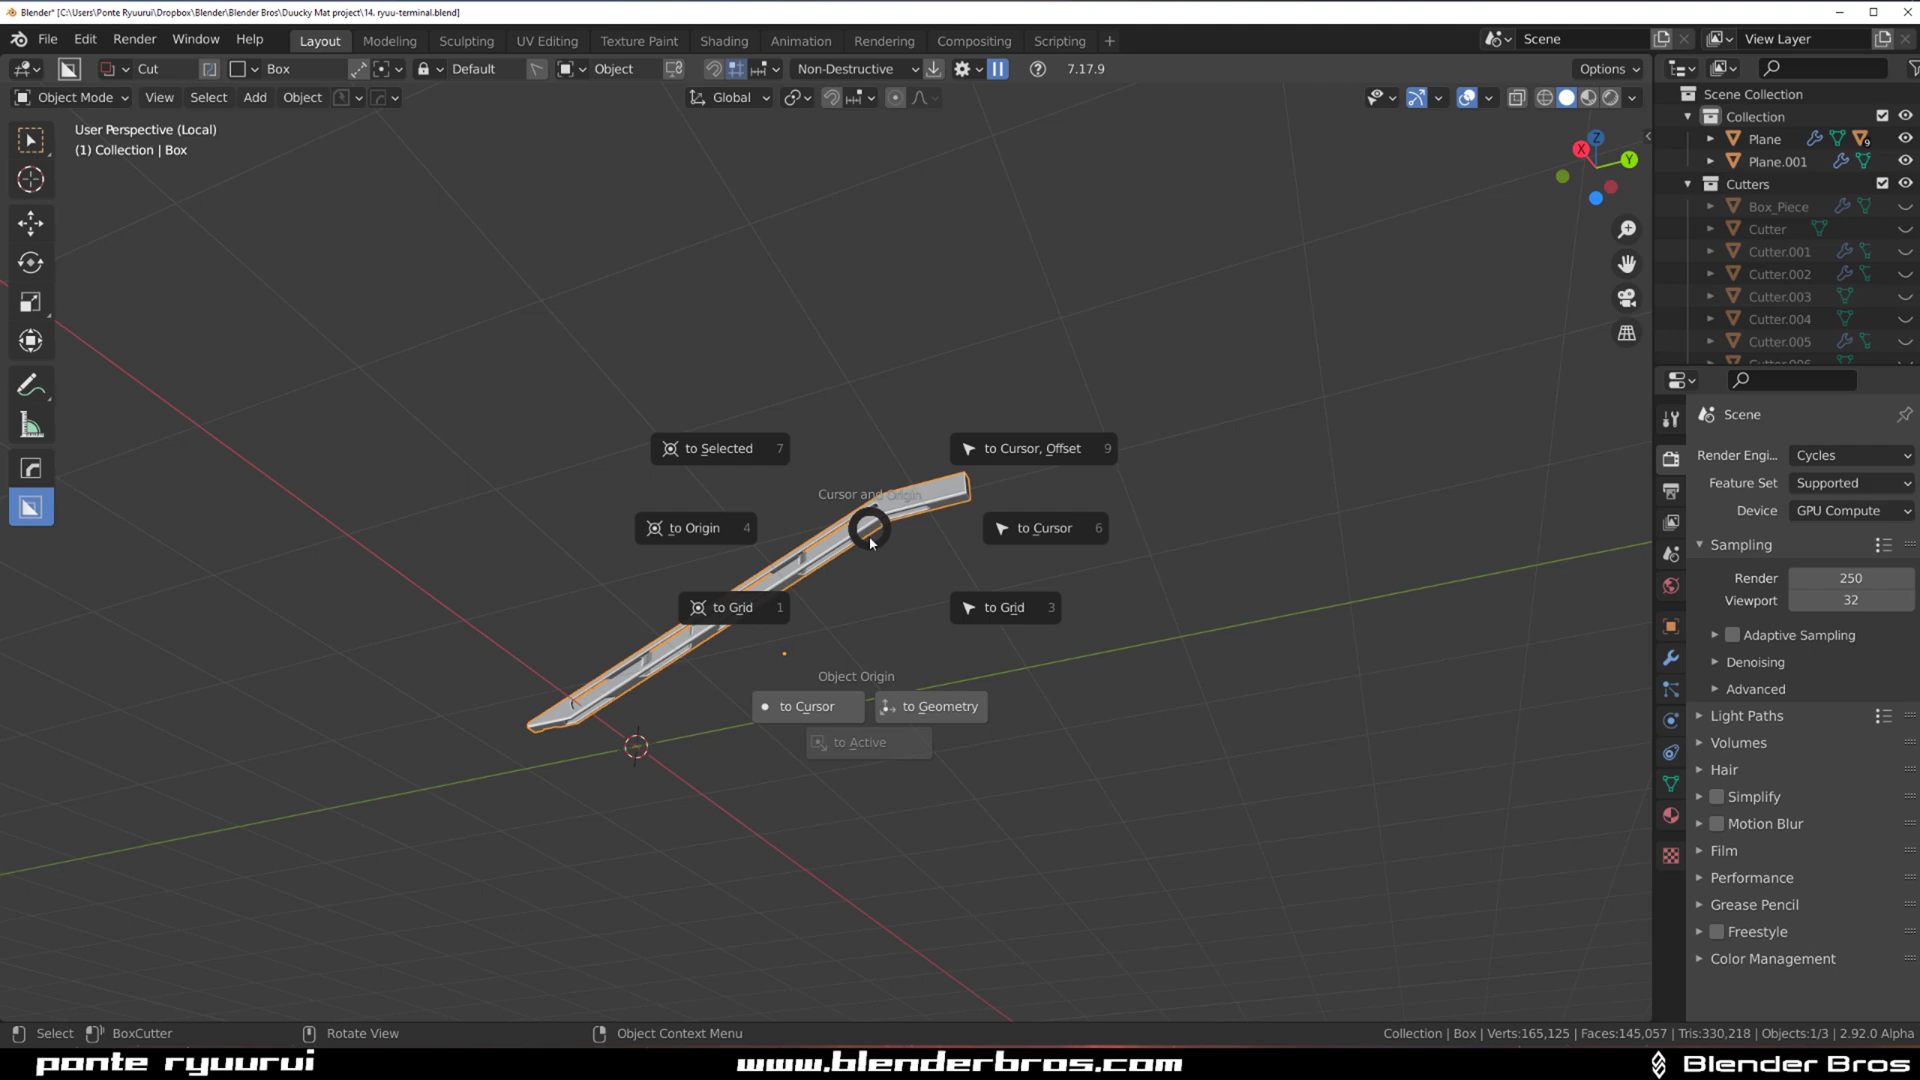 Blender* [C:\Users\Ponte Ryuurui\Dropbox\Blender\Blender Bros\Duucky Mat project\14. ryuu-terminal.blend]
File Edit Render Window Help Layout Modeling Sculpting UV Editing Texture Paint Shading Animation Rendering Compositing Scripting + Scene View Layer
Cut Box Default Object Non-Destructive 7.17.9 Options
Object Mode View Select Add Object Global
User Perspective (Local)
(1) Collection | Box
X Y Z
Scene Collection
Collection
Plane 9
Plane.001
Cutters
Box_Piece
Cutter
Cutter.001
Cutter.002
Cutter.003
Cutter.004
Cutter.005
to Selected 7
to Cursor, Offset 9
Cursor and Origin
to Origin 4
to Cursor 6
to Grid 1
to Grid 3
Object Origin
to Cursor
to Geometry
to Active
Scene
Render Engi... Cycles
Feature Set Supported
Device GPU Compute
Sampling
Render 250
Viewport 32
Adaptive Sampling
Denoising
Advanced
Light Paths
Volumes
Hair
Simplify
Motion Blur
Film
Performance
Grease Pencil
Freestyle
Color Management
Select BoxCutter Rotate View Object Context Menu Collection | Box | Verts:165,125 | Faces:145,057 | Tris:330,218 | Objects:1/3 | 2.92.0 Alpha
ponte ryuurui www.blenderbros.com Blender Bros